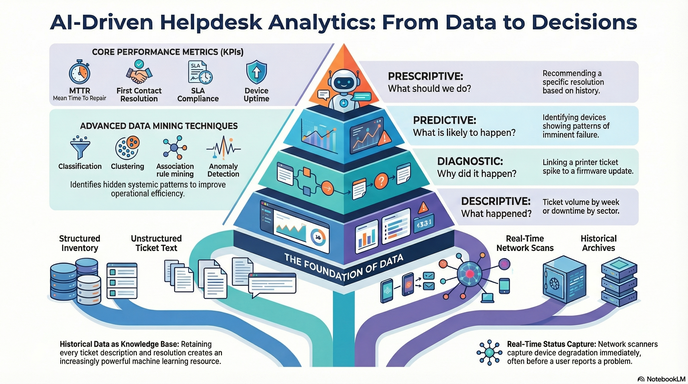 AI-Driven Helpdesk Analytics: From Data to Decisions
CORE PERFORMANCE METRICS (KPIs)
MTTR
Mean Time To Repair
First Contact
Resolution
SLA
SLA
Compliance
Device
Uptime
ADVANCED DATA MINING TECHNIQUES
Classification
Clustering
Association
rule mining
Anomaly
Detection
Identifies hidden systemic patterns to improve
operational efficiency.
PRESCRIPTIVE:
What should we do?
Recommending a
specific resolution
based on history.
PREDICTIVE:
What is likely to happen?
Identifying devices
showing patterns of
imminent failure.
DIAGNOSTIC:
Why did it happen?
Linking a printer ticket
spike to a firmware update.
DESCRIPTIVE:
What happened?
Ticket volume by week
or downtime by sector.
THE FOUNDATION OF DATA
Structured
Inventory
Unstructured
Ticket Text
Real-Time
Network Scans
Historical
Archives
Historical Data as Knowledge Base: Retaining
every ticket description and resolution creates an
increasingly powerful machine learning resource.
Real-Time Status Capture: Network scanners
capture device degradation immediately,
often before a user reports a problem.
NotebookLM